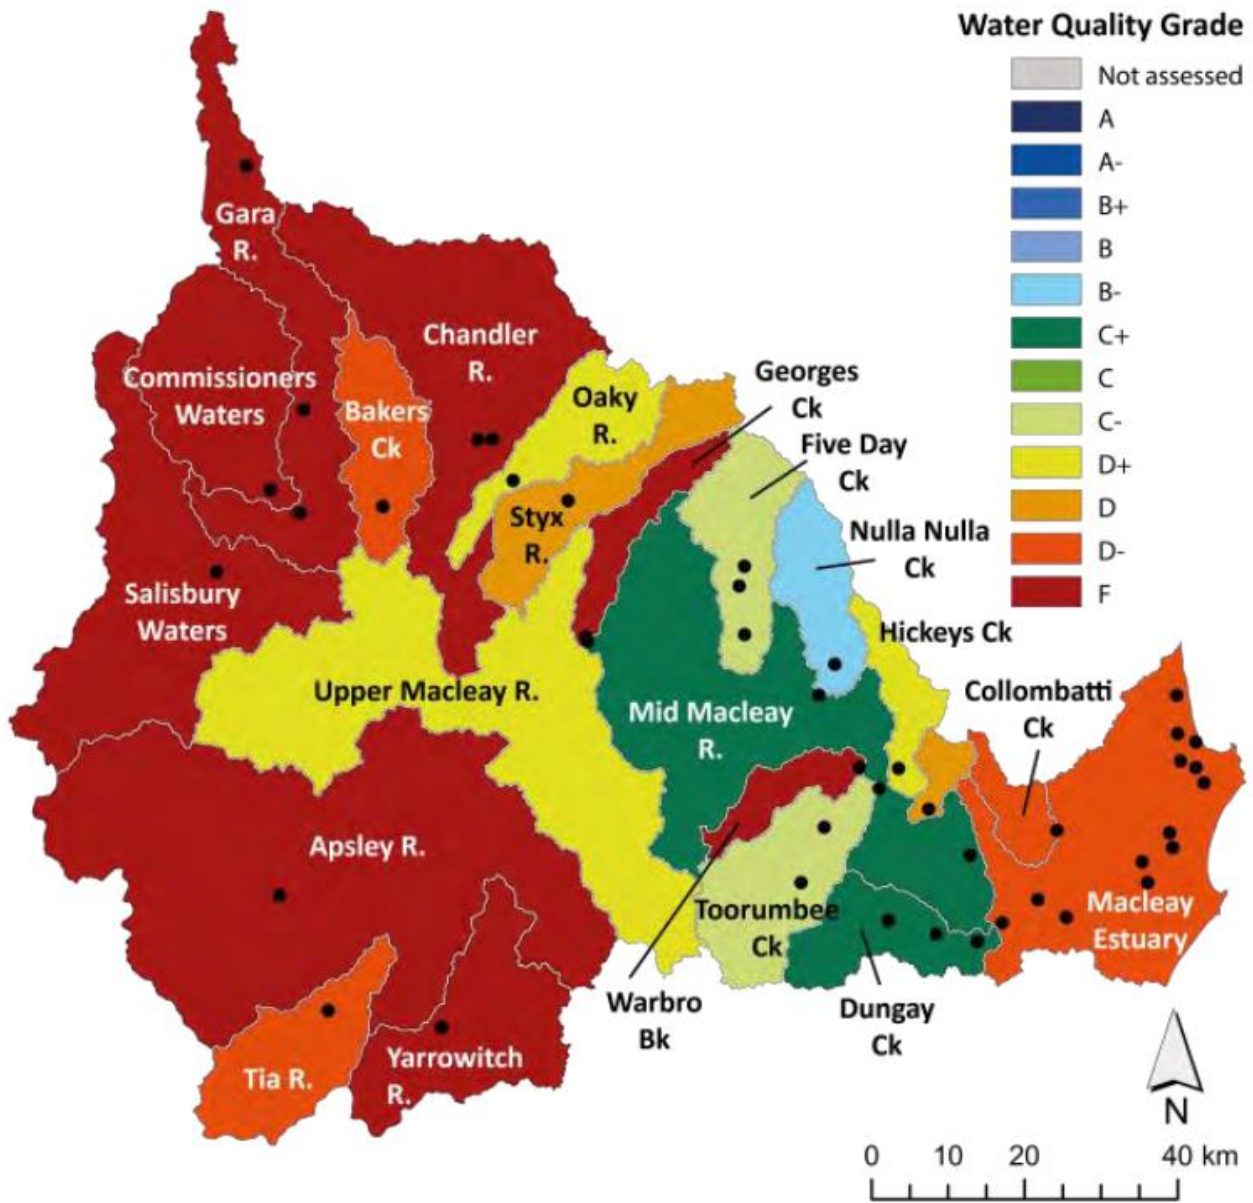 Water Quality Grade
Not assessed
A
A-
B+
B
B-
C+
C
C-
D+
D
D-
F
Gara
R.
Chandler
R.
Commissioners
Waters
Bakers
Ck
Oaky
R.
Georges
Ck
Five Day
Ck
Styx
R.
Nulla Nulla
Ck
Salisbury
Waters
Hickeys Ck
Upper Macleay R.
Mid Macleay
R.
Collombatti
Ck
Apsley R.
Toorumbee
Ck
Macleay
Estuary
Warbro
Bk
Dungay
Ck
Tia R.
Yarrowitch
R.
N
0 10 20 40 km